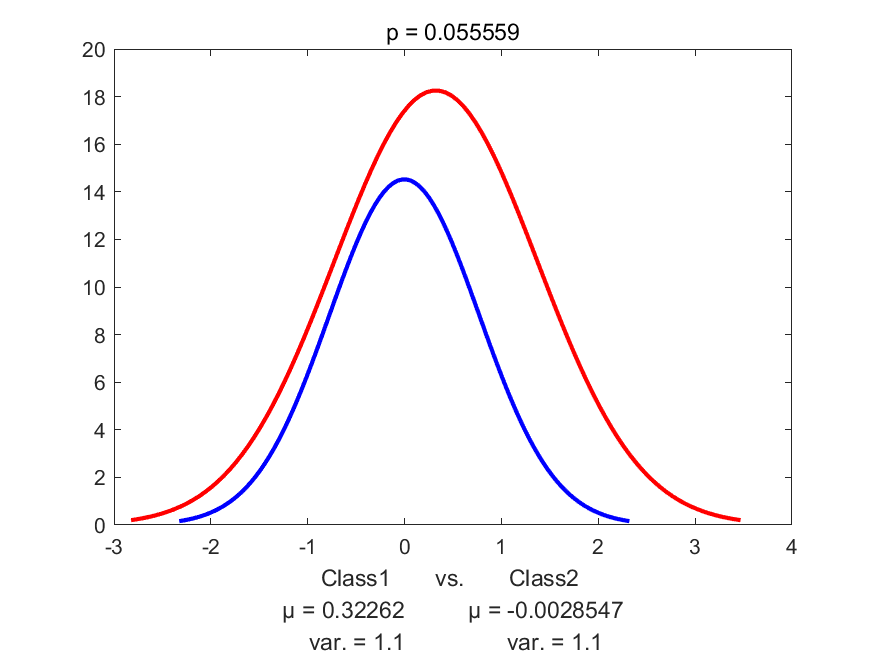 p = 0.055559
20
18
16
14
12
10
8
6
4
2
0
-3 -2 -1 0 1 2 3 4
Class1 vs. Class2
μ = 0.32262 μ = -0.0028547
var. = 1.1 var. = 1.1